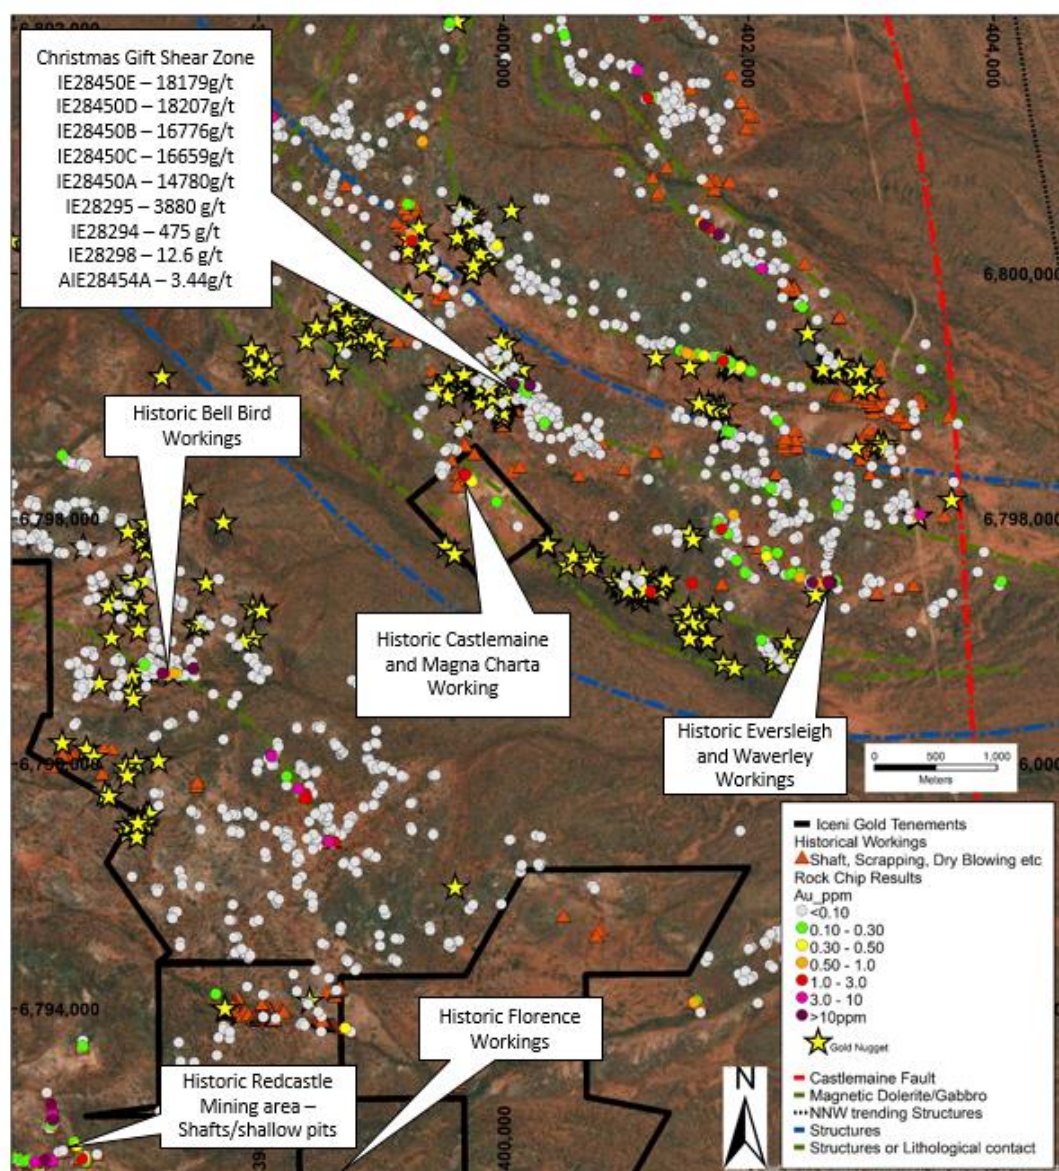 400,000
402,000
404,000
Christmas Gift Shear Zone
IE28450E – 18179g/t
IE28450D – 18207g/t
IE28450B – 16776g/t
IE28450C – 16659g/t
IE28450A – 14780g/t
IE28295 – 3880 g/t
IE28294 – 475 g/t
IE28298 – 12.6 g/t
AIE28454A – 3.44g/t
6,800,000
Historic Bell Bird
Workings
6,798,000
6,798,000
Historic Castlemaine
and Magna Charta
Working
Historic Eversleigh
and Waverley
Workings
0 500 1,000
Meters
Iceni Gold Tenements
Historical Workings
Shaft, Scrapping, Dry Blowing etc
Rock Chip Results
Au_ppm
<0.10
0.10 - 0.30
0.30 - 0.50
0.50 - 1.0
1.0 - 3.0
3.0 - 10
>10ppm
Gold Nugget
Castlemaine Fault
Magnetic Dolerite/Gabbro
NNW trending Structures
Structures
Structures or Lithological contact
6,794,000
Historic Florence
Workings
Historic Redcastle
Mining area –
Shafts/shallow pits
N
400,000